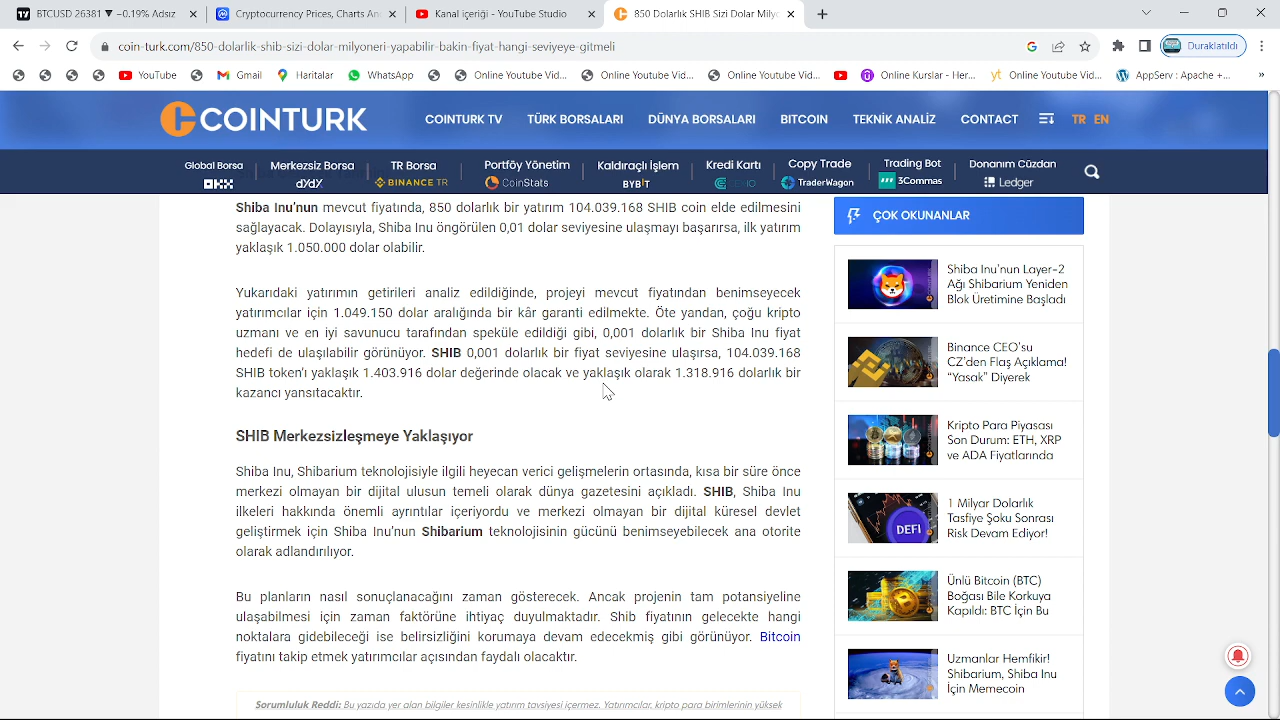 BTCUSD 26381 ▼ −0.19% Adsız
Cryptocurrency Prices, Charts An
Kanal içeriği - YouTube Studio
850 Dolarlık SHIB Sizi Dolar Milyo
coin-turk.com/850-dolarlik-shib-sizi-dolar-milyoneri-yapabilir-takin-fiyat-hangi-seviyeye-gitmeli
Duraklatıldı
YouTube
Gmail
Haritalar
WhatsApp
Online Youtube Vid...
Online Youtube Vid...
Online Youtube Vid...
Online Kurslar - Her...
Online Youtube Vid...
AppServ : Apache +...
COINTURK
COINTURK TV
TÜRK BORSALARI
DÜNYA BORSALARI
BITCOIN
TEKNİK ANALİZ
CONTACT
TR EN
Global Borsa
Merkezsiz Borsa
TR Borsa
Portföy Yönetim
Kaldıraçlı İşlem
Kredi Kartı
Copy Trade
Trading Bot
Donanım Cüzdan
OKX
dYdX
BINANCE TR
CoinStats
BYBIT
TraderWagon
3Commas
Ledger
Shiba Inu’nun mevcut fiyatında, 850 dolarlık bir yatırım 104.039.168 SHIB coin elde edilmesini
sağlayacak. Dolayısıyla, Shiba Inu öngörülen 0,01 dolar seviyesine ulaşmayı başarırsa, ilk yatırım
yaklaşık 1.050.000 dolar olabilir.
Yukarıdaki yatırımın getirileri analiz edildiğinde, projeyi mevcut fiyatından benimseyecek
yatırımcılar için 1.049.150 dolar aralığında bir kâr garanti edilmekte. Öte yandan, çoğu kripto
uzmanı ve en iyi savunucu tarafından speküle edildiği gibi, 0,001 dolarlık bir Shiba Inu fiyat
hedefi de ulaşılabilir görünüyor. SHIB 0,001 dolarlık bir fiyat seviyesine ulaşırsa, 104.039.168
SHIB token’ı yaklaşık 1.403.916 dolar değerinde olacak ve yaklaşık olarak 1.318.916 dolarlık bir
kazancı yansıtacaktır.
SHIB Merkezsizleşmeye Yaklaşıyor
Shiba Inu, Shibarium teknolojisiyle ilgili heyecan verici gelişmelerin ortasında, kısa bir süre önce
merkezi olmayan bir dijital ulusun temeli olarak dünya gazetesini açıkladı. SHIB, Shiba Inu
ilkeleri hakkında önemli ayrıntılar içeriyordu ve merkezi olmayan bir dijital küresel devlet
geliştirmek için Shiba Inu’nun Shibarium teknolojisinin gücünü benimseyebilecek ana otorite
olarak adlandırılıyor.
Bu planların nasıl sonuçlanacağını zaman gösterecek. Ancak projenin tam potansiyeline
ulaşabilmesi için zaman faktörüne ihtiyaç duyulmaktadır. Shib fiyatının gelecekte hangi
noktalara gidebileceği ise belirsizliğini korumaya devam edecekmiş gibi görünüyor. Bitcoin
fiyatını takip etmek yatırımcılar açısından faydalı olacaktır.
Sorumluluk Reddi: Bu yazıda yer alan bilgiler kesinlikle yatırım tavsiyesi içermez. Yatırımcılar, kripto para birimlerinin yüksek
ÇOK OKUNANLAR
Shiba Inu’nun Layer-2
Ağı Shibarium Yeniden
Blok Üretimine Başladı
Binance CEO’su
CZ’den Flaş Açıklama!
“Yasak” Diyerek
Kripto Para Piyasası
Son Durum: ETH, XRP
ve ADA Fiyatlarında
DEFI
1 Milyar Dolarlık
Tasfiye Şoku Sonrası
Risk Devam Ediyor!
Ünlü Bitcoin (BTC)
Boğası Bile Korkuya
Kapıldı: BTC İçin Bu
Uzmanlar Hemfikir!
Shibarium, Shiba Inu
İçin Memecoin